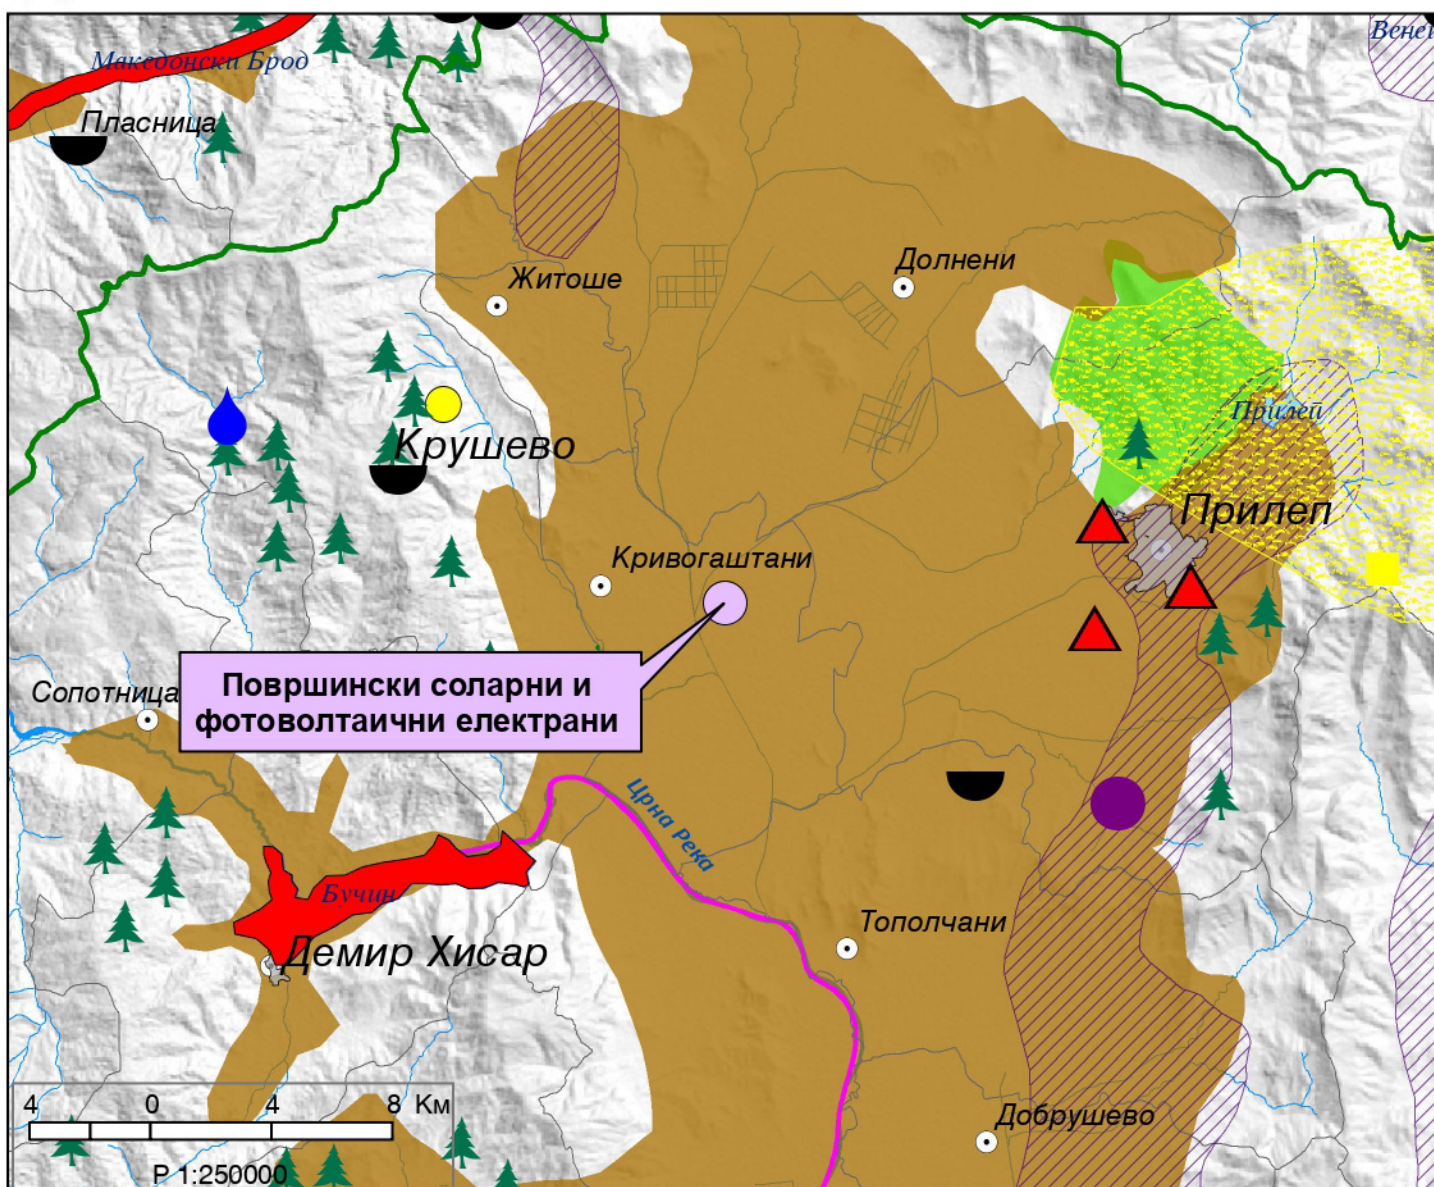 Венец
Македонски Брод
Пласница
Долнени
Житоше
Прилеп
Крушево
Прилеп
Кривогаштани
Површински соларни и
фотоволтаични електрани
Сопотница
Црна река
Бучин
Тополчани
Демир Хисар
4 0 4 8 Км
Добрушево
Р 1:250000